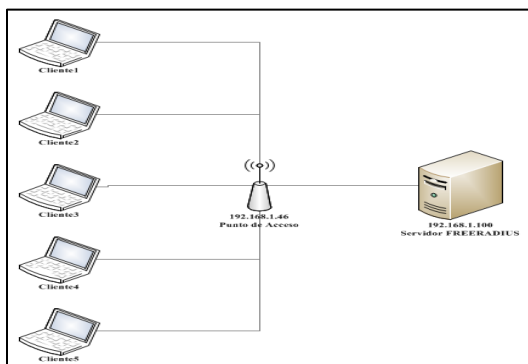 Cliente1
Cliente2
Cliente3
192.168.1.46
Punto de Acceso
192.168.1.100
Servidor FREERADIUS
Cliente4
Cliente5